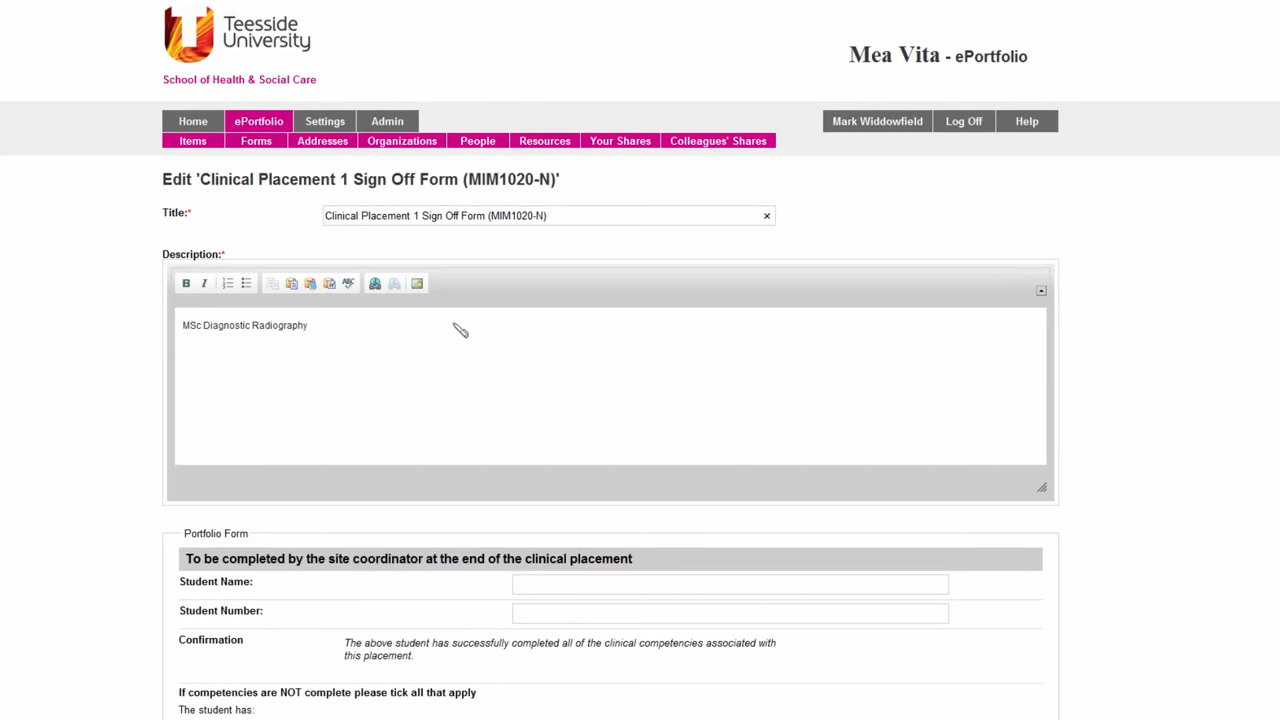 Teesside
University
School of Health & Social Care
Mea Vita - ePortfolio
Home ePortfolio Settings Admin Mark Widdowfield Log Off Help
Items Forms Addresses Organizations People Resources Your Shares Colleagues' Shares
Edit 'Clinical Placement 1 Sign Off Form (MIM1020-N)'
Title:* Clinical Placement 1 Sign Off Form (MIM1020-N) ×
Description:*
B I ABC
MSc Diagnostic Radiography
Portfolio Form
To be completed by the site coordinator at the end of the clinical placement
Student Name:
Student Number:
Confirmation The above student has successfully completed all of the clinical competencies associated with
this placement.
If competencies are NOT complete please tick all that apply
The student has: